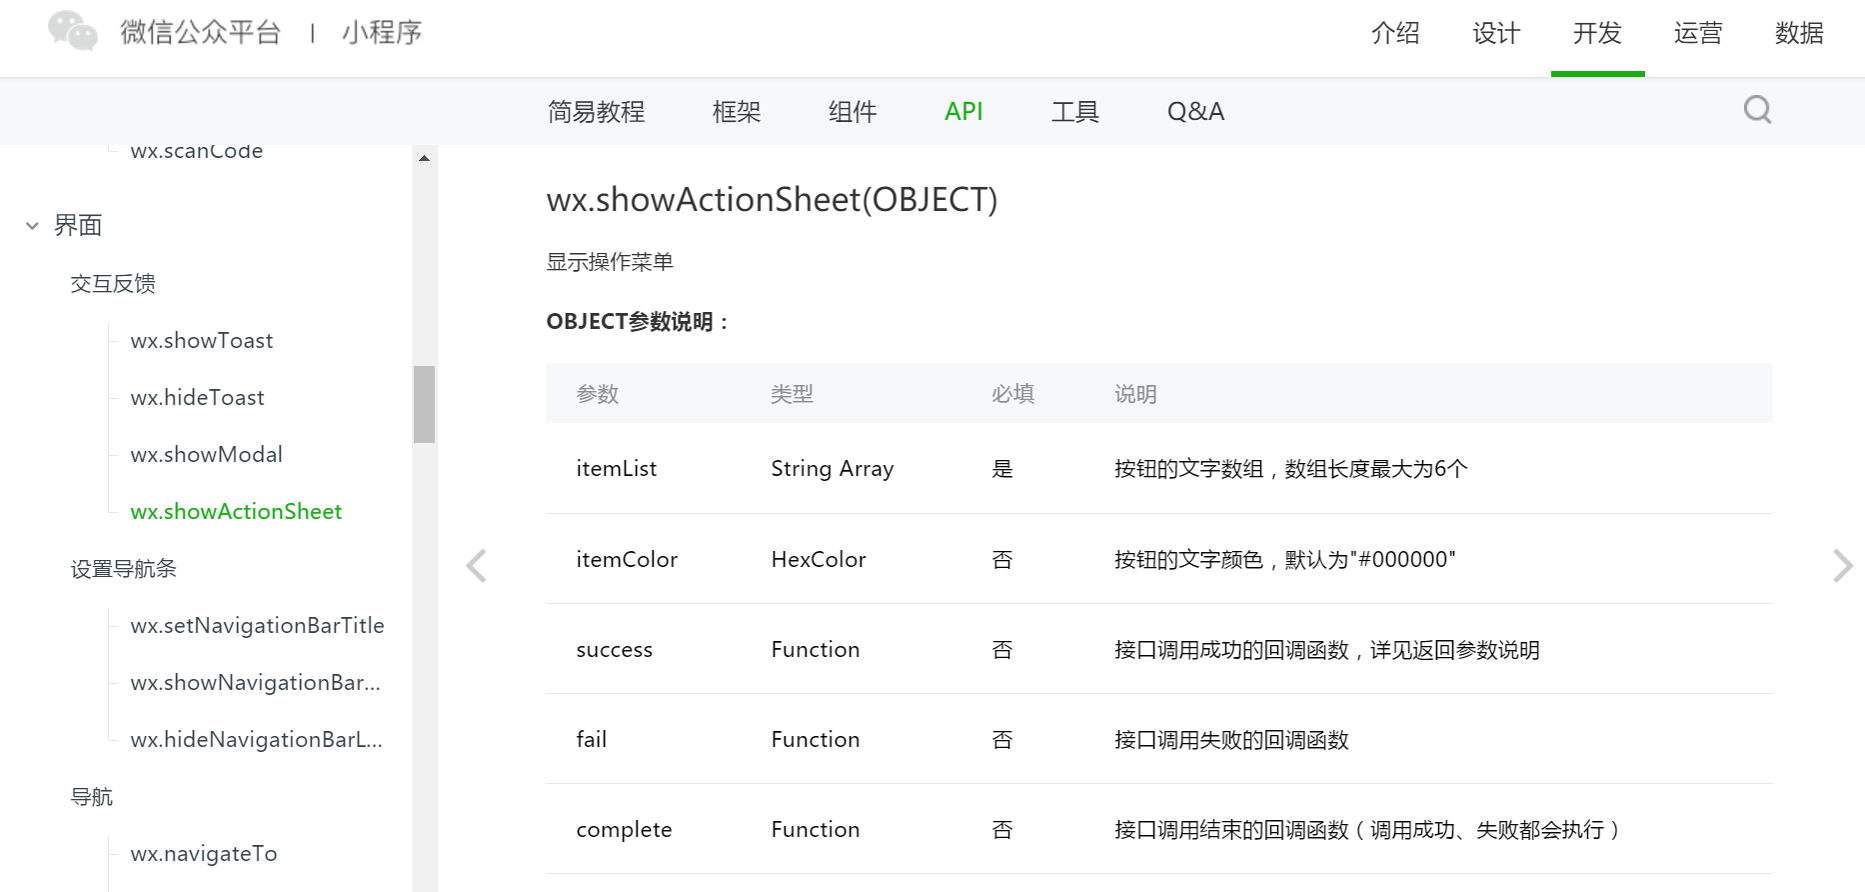 微信公众平台 | 小程序
介绍 设计 开发 运营 数据
简易教程 框架 组件 API 工具 Q&A
wx.scanCode
界面
交互反馈
wx.showToast
wx.hideToast
wx.showModal
wx.showActionSheet
设置导航条
wx.setNavigationBarTitle
wx.showNavigationBar...
wx.hideNavigationBarL...
导航
wx.navigateTo
wx.showActionSheet(OBJECT)
显示操作菜单
OBJECT参数说明：
参数 类型 必填 说明
itemList String Array 是 按钮的文字数组，数组长度最大为6个
itemColor HexColor 否 按钮的文字颜色，默认为"#000000"
success Function 否 接口调用成功的回调函数，详见返回参数说明
fail Function 否 接口调用失败的回调函数
complete Function 否 接口调用结束的回调函数（调用成功、失败都会执行）